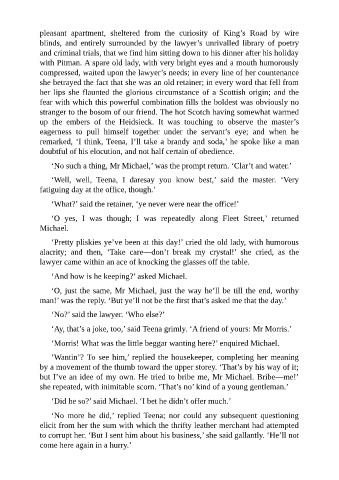 pleasant apartment, sheltered from the curiosity of King's Road by wire
blinds, and entirely surrounded by the lawyer's unrivalled library of poetry
and criminal trials, that we find him sitting down to his dinner after his holiday
with Pitman. A spare old lady, with very bright eyes and a mouth humorously
compressed, waited upon the lawyer's needs; in every line of her countenance
she betrayed the fact that she was an old retainer; in every word that fell from
her lips she flaunted the glorious circumstance of a Scottish origin; and the
fear with which this powerful combination fills the boldest was obviously no
stranger to the bosom of our friend. The hot Scotch having somewhat warmed
up the embers of the Heidsieck. It was touching to observe the master's
eagerness to pull himself together under the servant's eye; and when he
remarked, ‘I think, Teena, I'll take a brandy and soda,’ he spoke like a man
doubtful of his elocution, and not half certain of obedience.
‘No such a thing, Mr Michael,’ was the prompt return. ‘Clar't and water.’
‘Well, well, Teena, I daresay you know best,’ said the master. ‘Very
fatiguing day at the office, though.’
‘What?’ said the retainer, ‘ye never were near the office!’
‘O yes, I was though; I was repeatedly along Fleet Street,’ returned
Michael.
‘Pretty pliskies ye've been at this day!’ cried the old lady, with humorous
alacrity; and then, ‘Take care—don't break my crystal!’ she cried, as the
lawyer came within an ace of knocking the glasses off the table.
‘And how is he keeping?’ asked Michael.
‘O, just the same, Mr Michael, just the way he'll be till the end, worthy
man!’ was the reply. ‘But ye'll not be the first that's asked me that the day.’
‘No?’ said the lawyer. ‘Who else?’
‘Ay, that's a joke, too,’ said Teena grimly. ‘A friend of yours: Mr Morris.’
‘Morris! What was the little beggar wanting here?’ enquired Michael.
‘Wantin'? To see him,’ replied the housekeeper, completing her meaning
by a movement of the thumb toward the upper storey. ‘That's by his way of it;
but I've an idea of my own. He tried to bribe me, Mr Michael. Bribe—me!’
she repeated, with inimitable scorn. ‘That's no’ kind of a young gentleman.’
‘Did he so?’ said Michael. ‘I bet he didn't offer much.’
‘No more he did,’ replied Teena; nor could any subsequent questioning
elicit from her the sum with which the thrifty leather merchant had attempted
to corrupt her. ‘But I sent him about his business,’ she said gallantly. ‘He'll not
come here again in a hurry.’